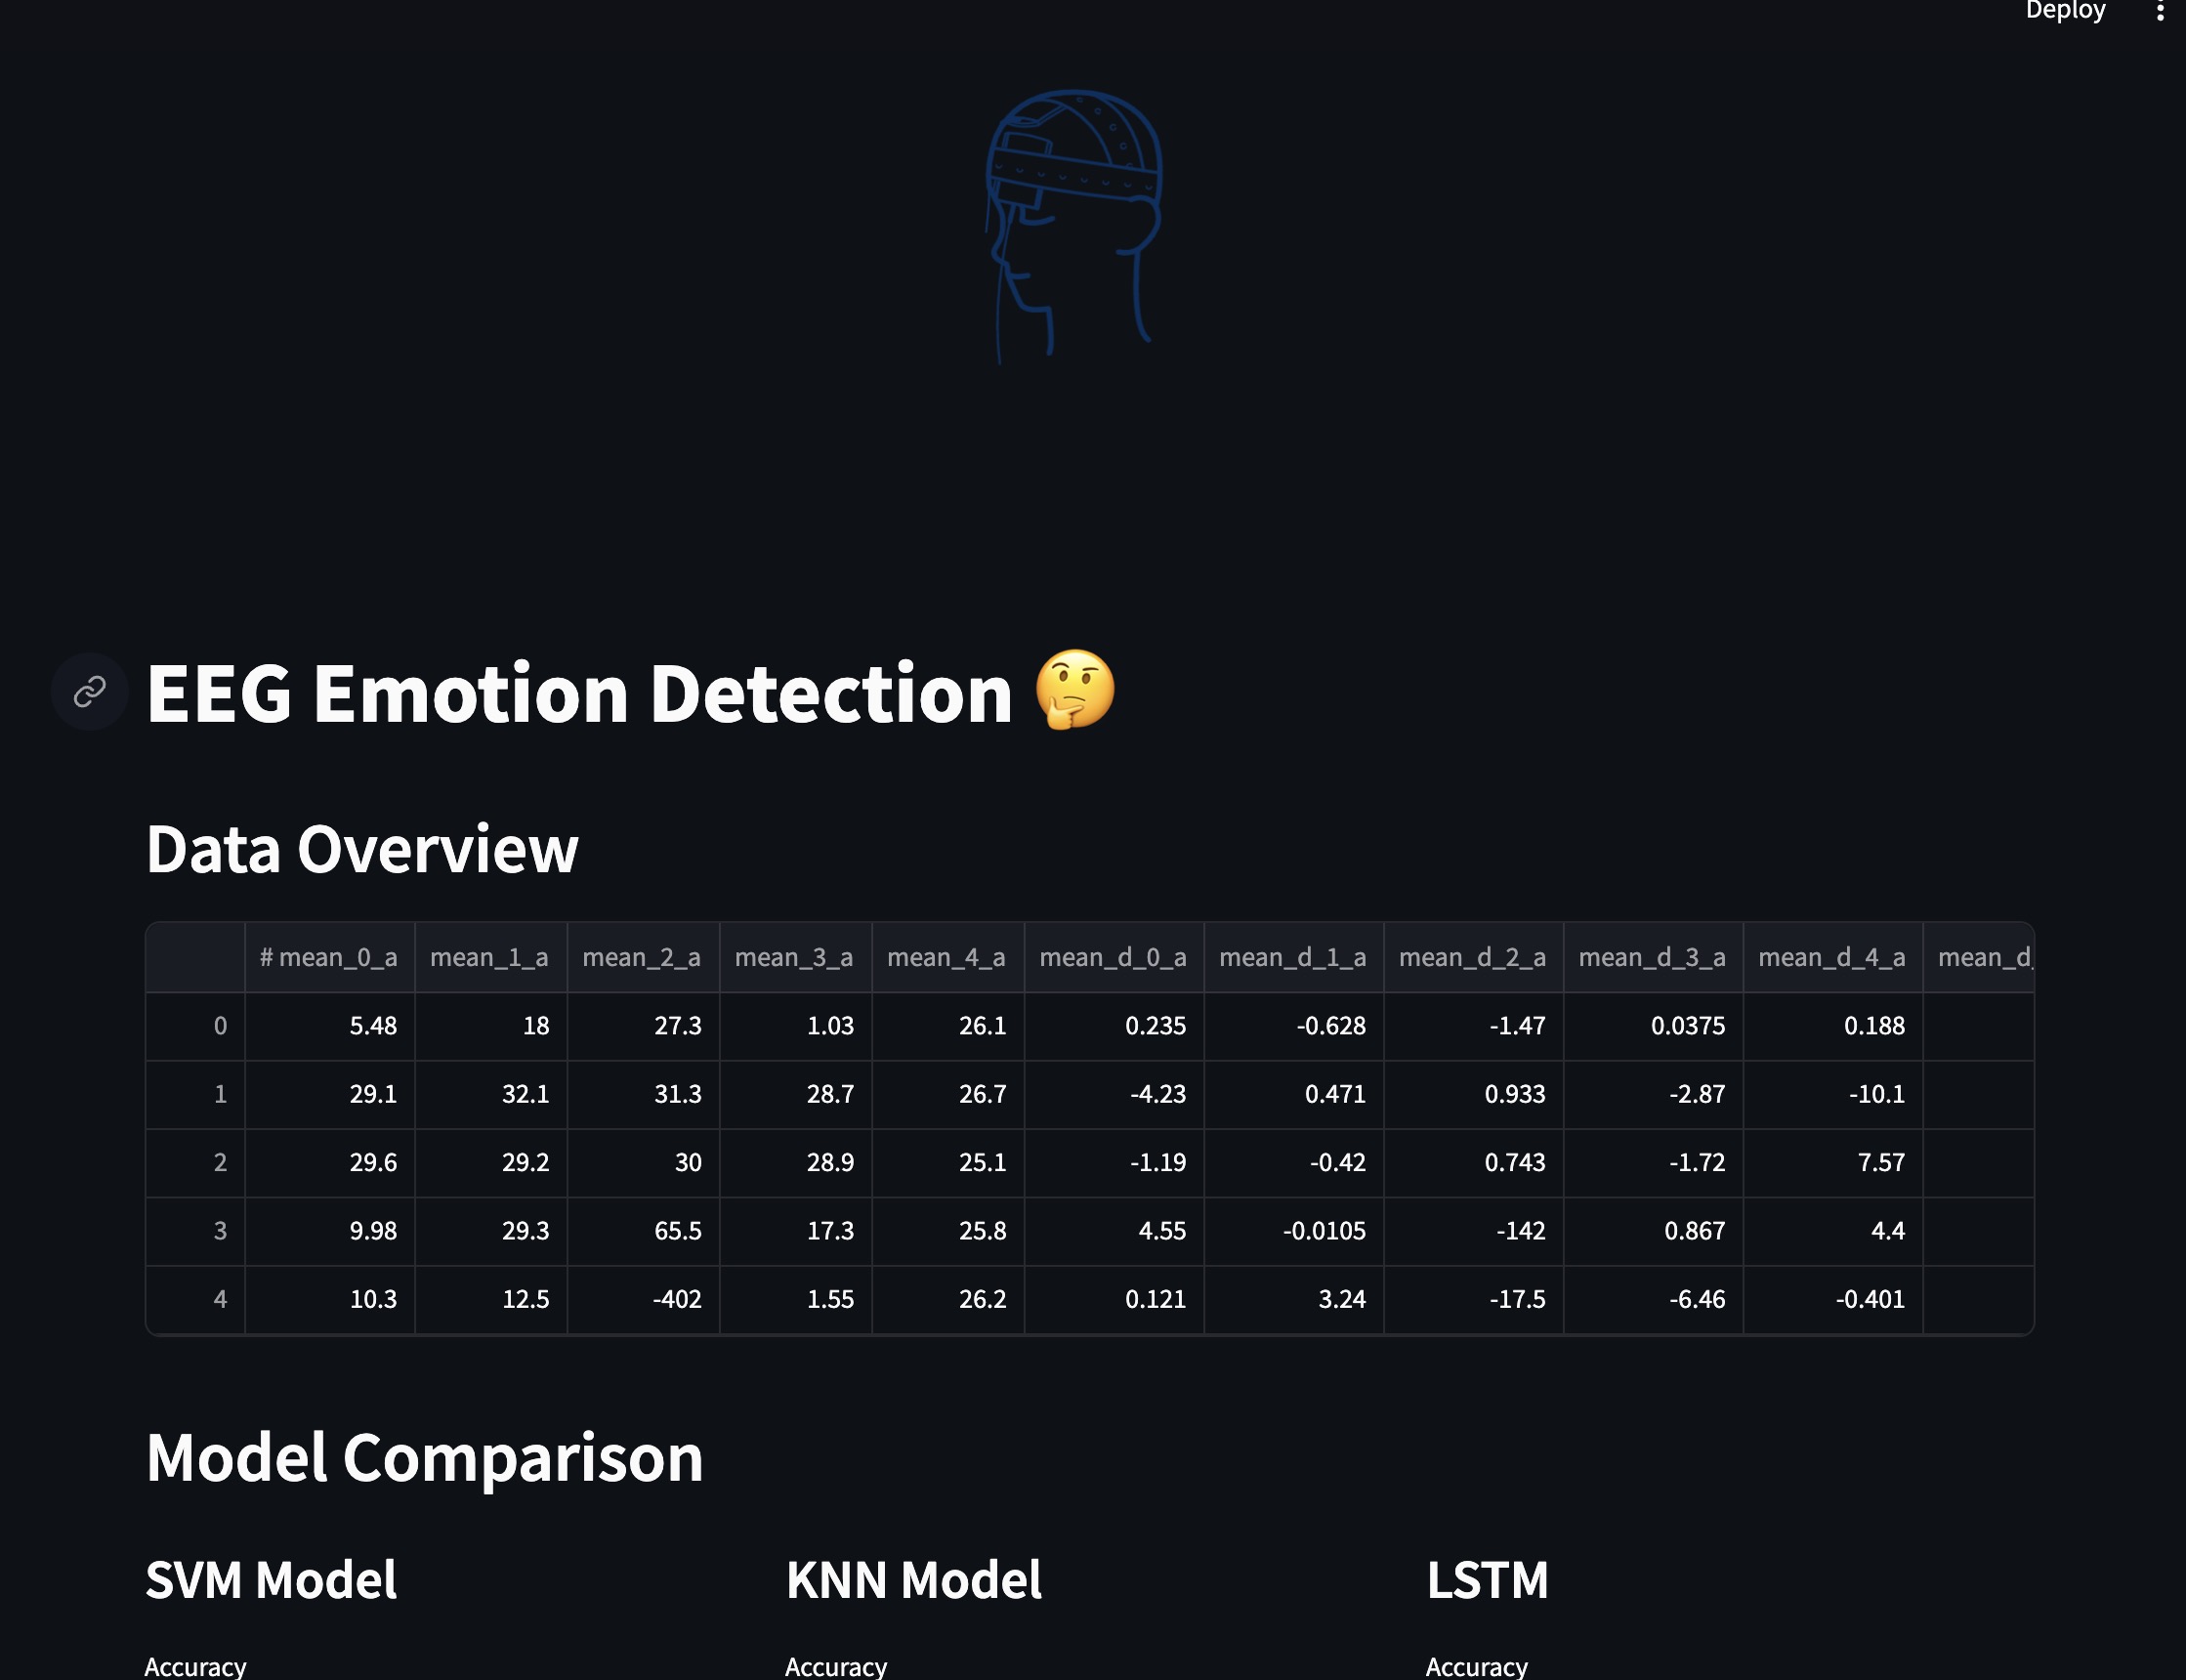 Deploy
EEG Emotion Detection 🤔
Data Overview
# mean_0_a mean_1_a mean_2_a mean_3_a mean_4_a mean_d_0_a mean_d_1_a mean_d_2_a mean_d_3_a mean_d_4_a mean_d_
0 5.48 18 27.3 1.03 26.1 0.235 -0.628 -1.47 0.0375 0.188
1 29.1 32.1 31.3 28.7 26.7 -4.23 0.471 0.933 -2.87 -10.1
2 29.6 29.2 30 28.9 25.1 -1.19 -0.42 0.743 -1.72 7.57
3 9.98 29.3 65.5 17.3 25.8 4.55 -0.0105 -142 0.867 4.4
4 10.3 12.5 -402 1.55 26.2 0.121 3.24 -17.5 -6.46 -0.401
Model Comparison
SVM Model KNN Model LSTM
Accuracy Accuracy Accuracy